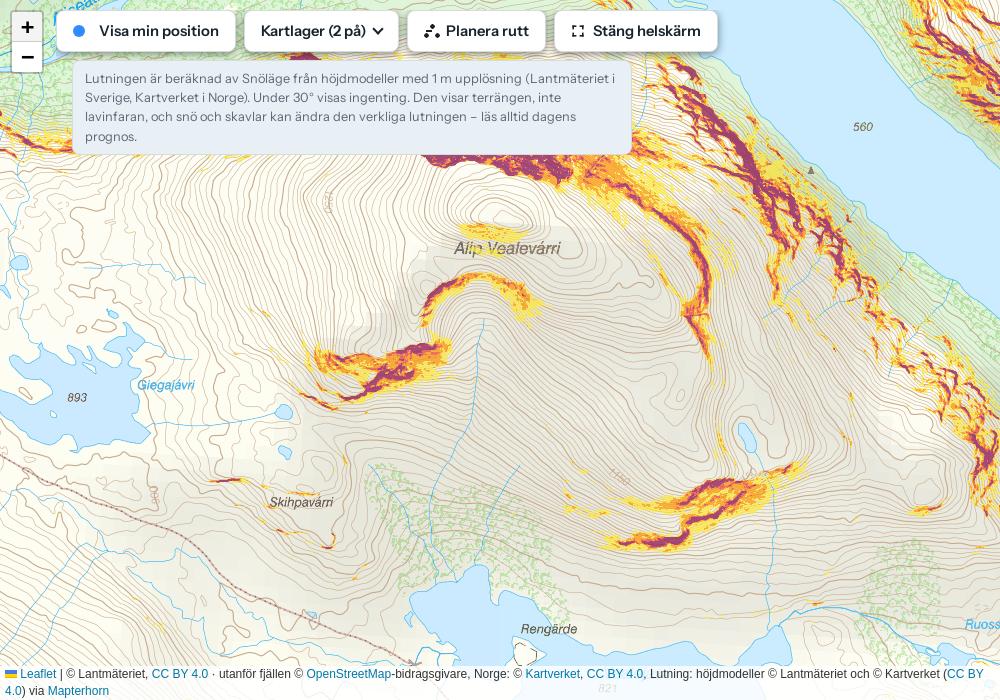 +
−
Visa min position
Kartlager (2 på)
Planera rutt
Stäng helskärm
Lutningen är beräknad av Snöläge från höjdmodeller med 1 m upplösning (Lantmäteriet i
Sverige, Kartverket i Norge). Under 30° visas ingenting. Den visar terrängen, inte
lavinfaran, och snö och skavlar kan ändra den verkliga lutningen – läs alltid dagens
prognos.
560
Alip Vealevárri
893
Giegajávri
Skihpavárri
Rengärde
Ruoss
821
Leaflet | © Lantmäteriet, CC BY 4.0 · utanför fjällen © OpenStreetMap-bidragsgivare, Norge: © Kartverket, CC BY 4.0, Lutning: höjdmodeller © Lantmäteriet och © Kartverket (CC BY
4.0) via Mapterhorn